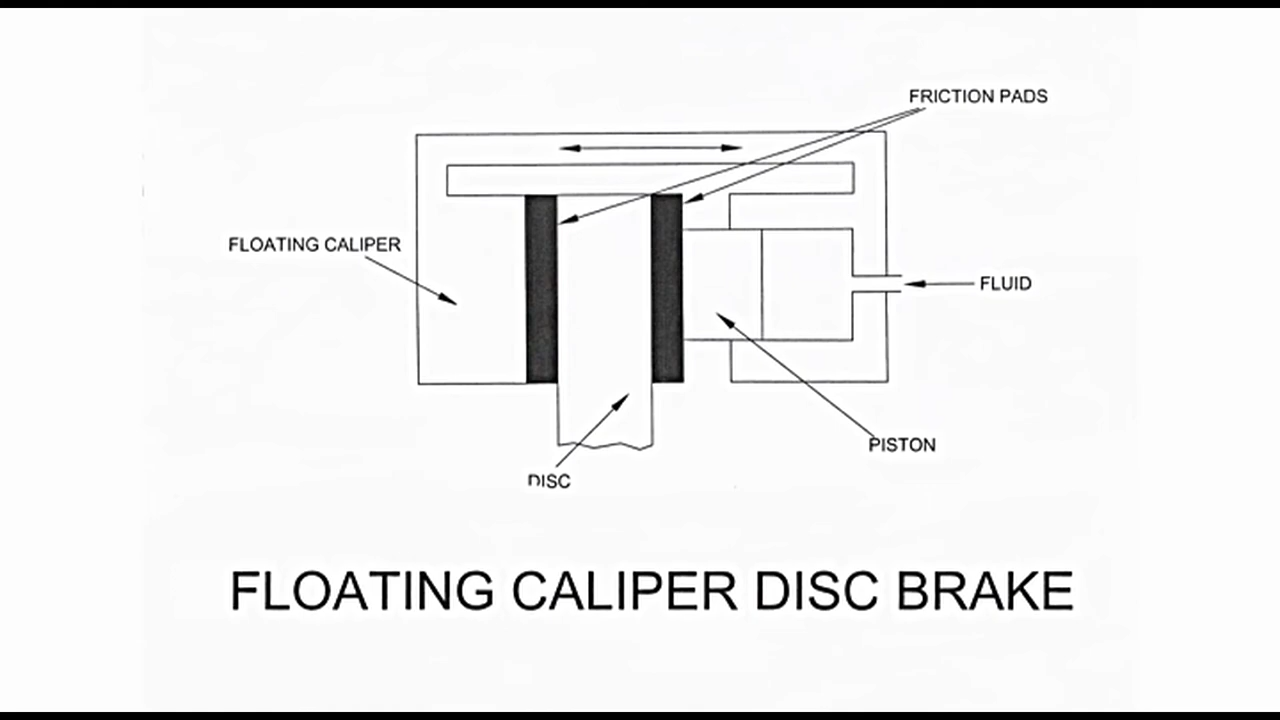 FRICTION PADS
FLOATING CALIPER
FLUID
PISTON
DISC
FLOATING CALIPER DISC BRAKE